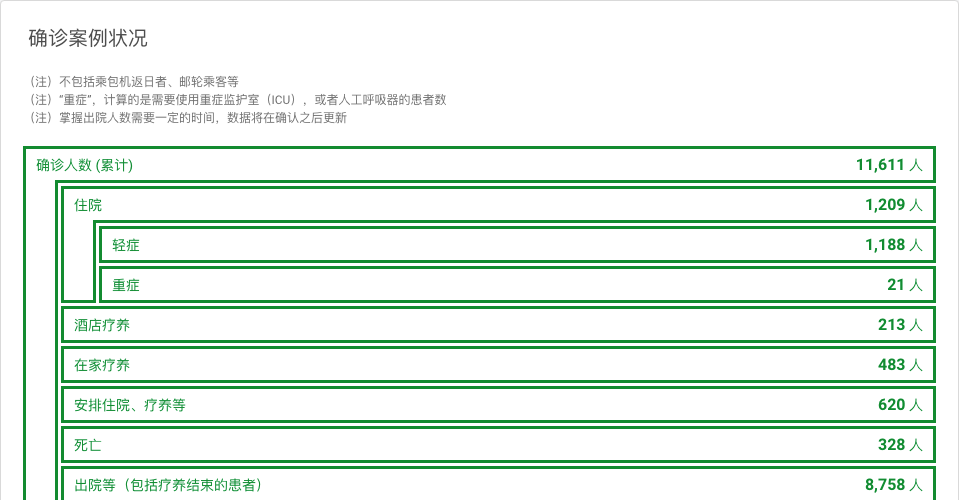 确诊案例状况
（注）不包括乘包机返日者、邮轮乘客等
（注）“重症”，计算的是需要使用重症监护室（ICU），或者人工呼吸器的患者数
（注）掌握出院人数需要一定的时间，数据将在确认之后更新
确诊人数 (累计) 11,611 人
住院 1,209 人
轻症 1,188 人
重症 21 人
酒店疗养 213 人
在家疗养 483 人
安排住院、疗养等 620 人
死亡 328 人
出院等（包括疗养结束的患者） 8,758 人